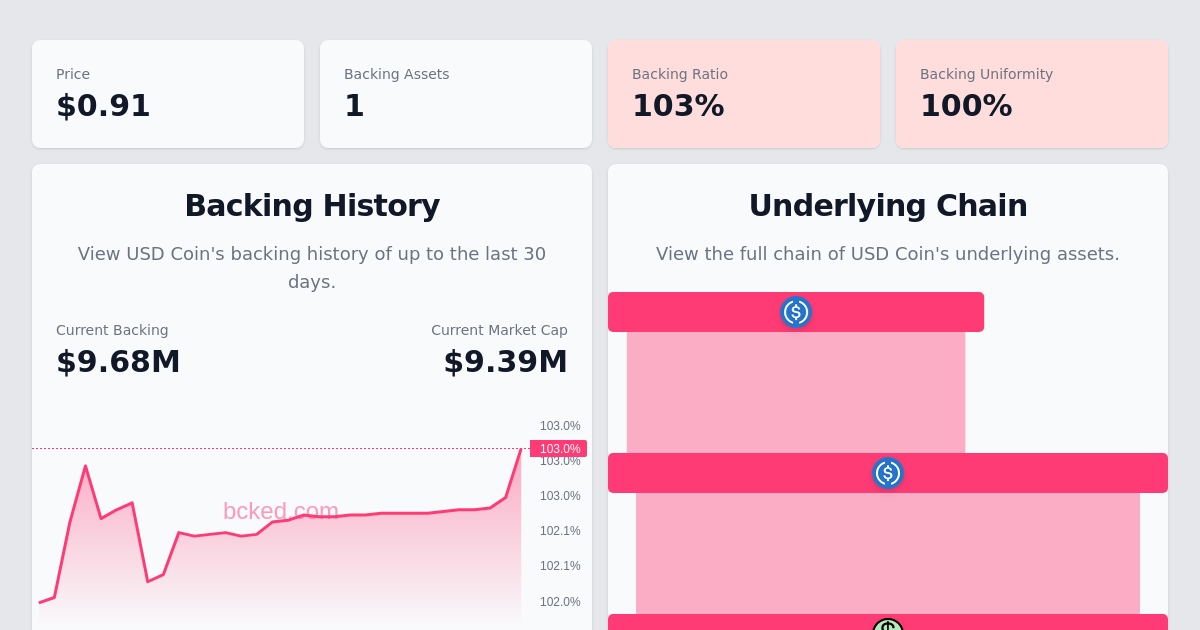 Price
$0.91
Backing Assets
1
Backing Ratio
103%
Backing Uniformity
100%
Backing History
View USD Coin's backing history of up to the last 30
days.
Current Backing
$9.68M
Current Market Cap
$9.39M
103.0%
103.0%
103.0%
103.0%
102.1%
102.1%
102.0%
bcked.com
Underlying Chain
View the full chain of USD Coin's underlying assets.